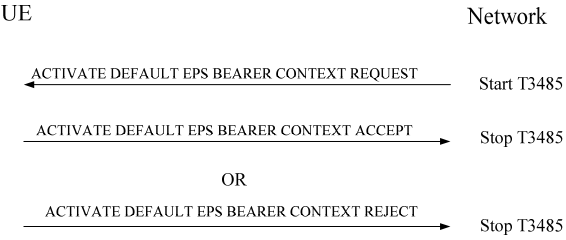 UE
Network
ACTIVATE DEFAULT EPS BEARER CONTEXT REQUEST
Start T3485
ACTIVATE DEFAULT EPS BEARER CONTEXT ACCEPT
Stop T3485
OR
ACTIVATE DEFAULT EPS BEARER CONTEXT REJECT
Stop T3485